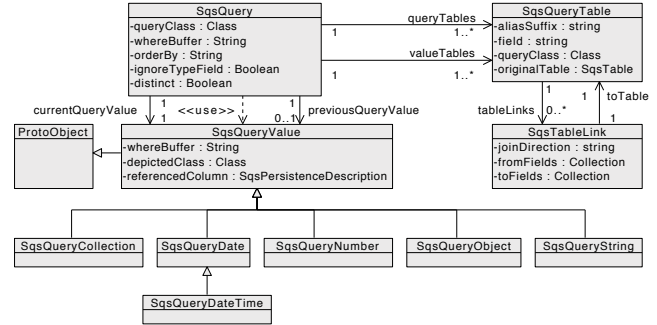 SqsQuery
-queryClass : Class
-whereBuffer : String
-orderBy : String
-ignoreTypeField : Boolean
-distinct : Boolean
queryTables
1
1..*
valueTables
1
1..*
SqsQueryTable
-aliasSuffix : string
-field : string
-queryClass : Class
-originalTable : SqsTable
currentQueryValue
1
1
<<use>>
1
0..1
previousQueryValue
tableLinks
1
0..*
1
toTable
1
ProtoObject
SqsQueryValue
-whereBuffer : String
-depictedClass : Class
-referencedColumn : SqsPersistenceDescription
SqsTableLink
-joinDirection : string
-fromFields : Collection
-toFields : Collection
SqsQueryCollection
SqsQueryDate
SqsQueryNumber
SqsQueryObject
SqsQueryString
SqsQueryDateTime